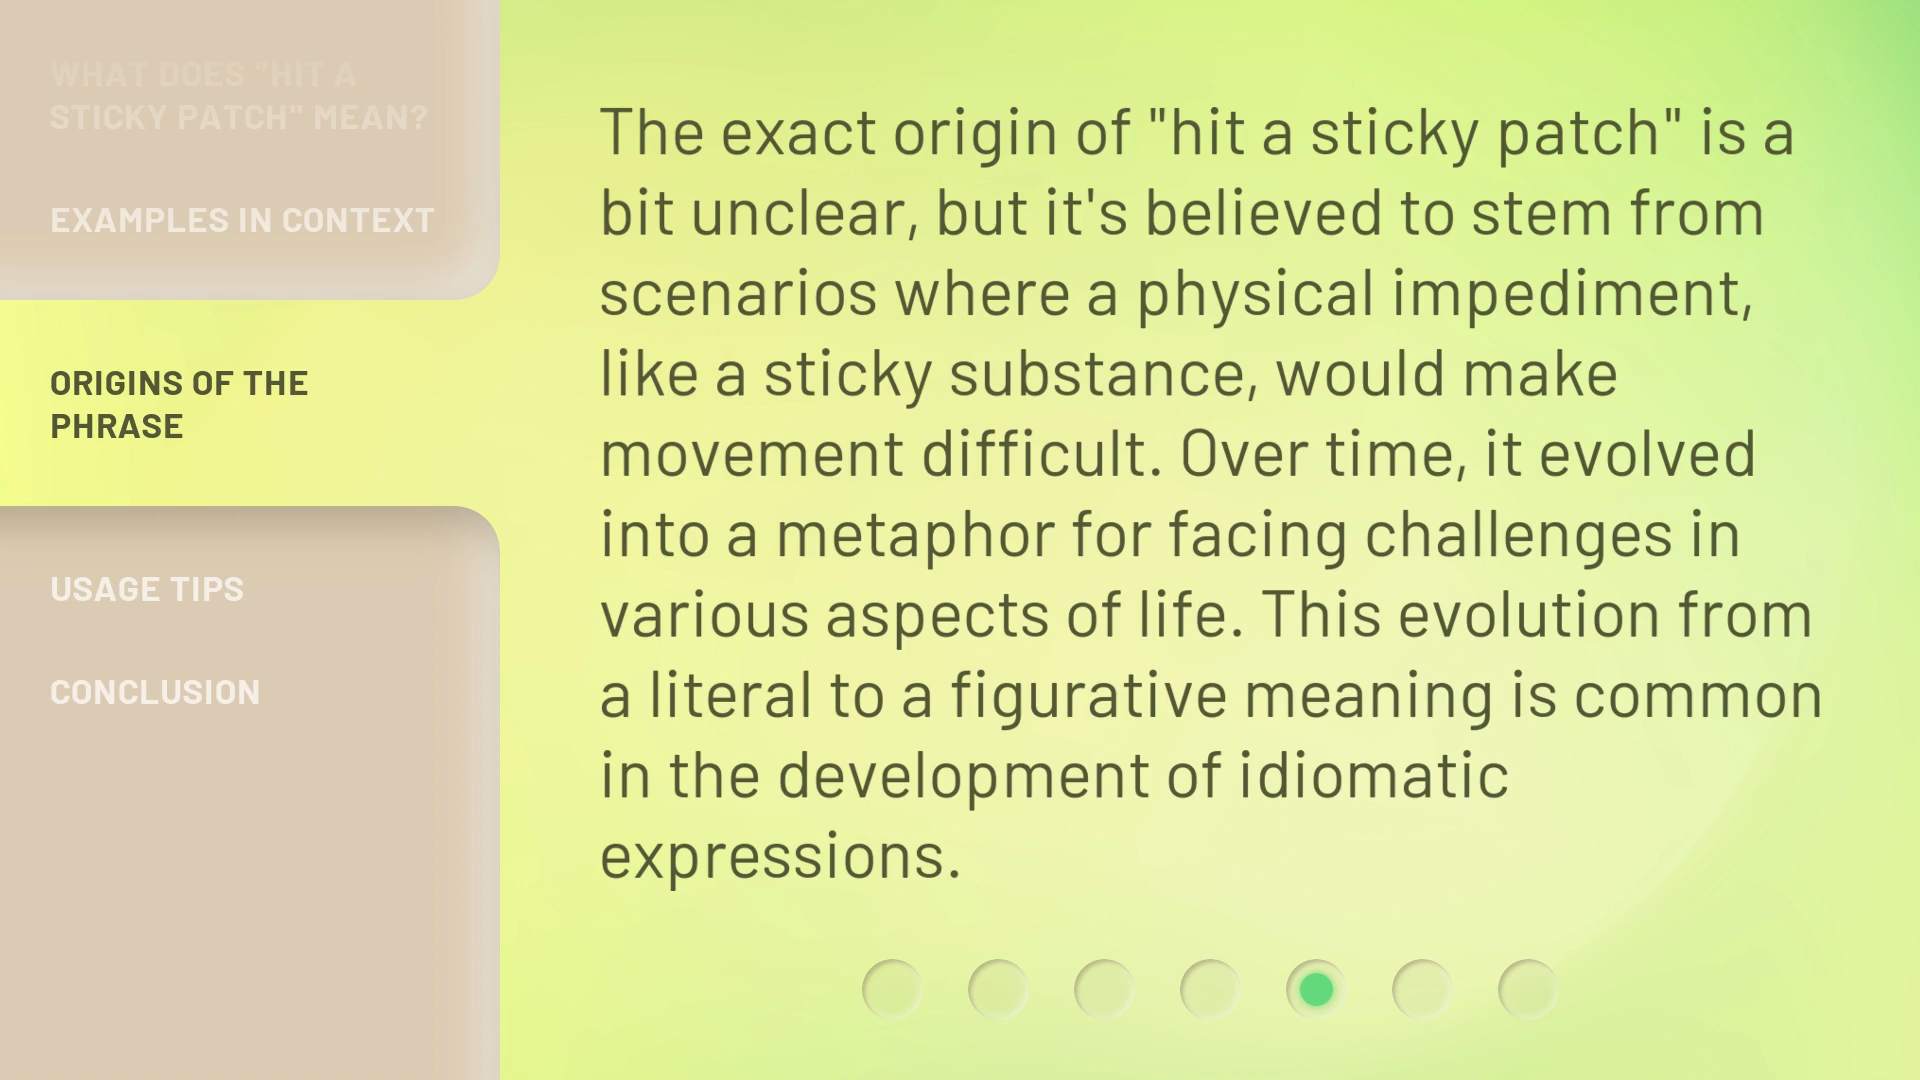 WHAT DOES "HIT A
STICKY PATCH" MEAN?
EXAMPLES IN CONTEXT
ORIGINS OF THE
PHRASE
USAGE TIPS
CONCLUSION
The exact origin of "hit a sticky patch" is a
bit unclear, but it's believed to stem from
scenarios where a physical impediment,
like a sticky substance, would make
movement difficult. Over time, it evolved
into a metaphor for facing challenges in
various aspects of life. This evolution from
a literal to a figurative meaning is common
in the development of idiomatic
expressions.